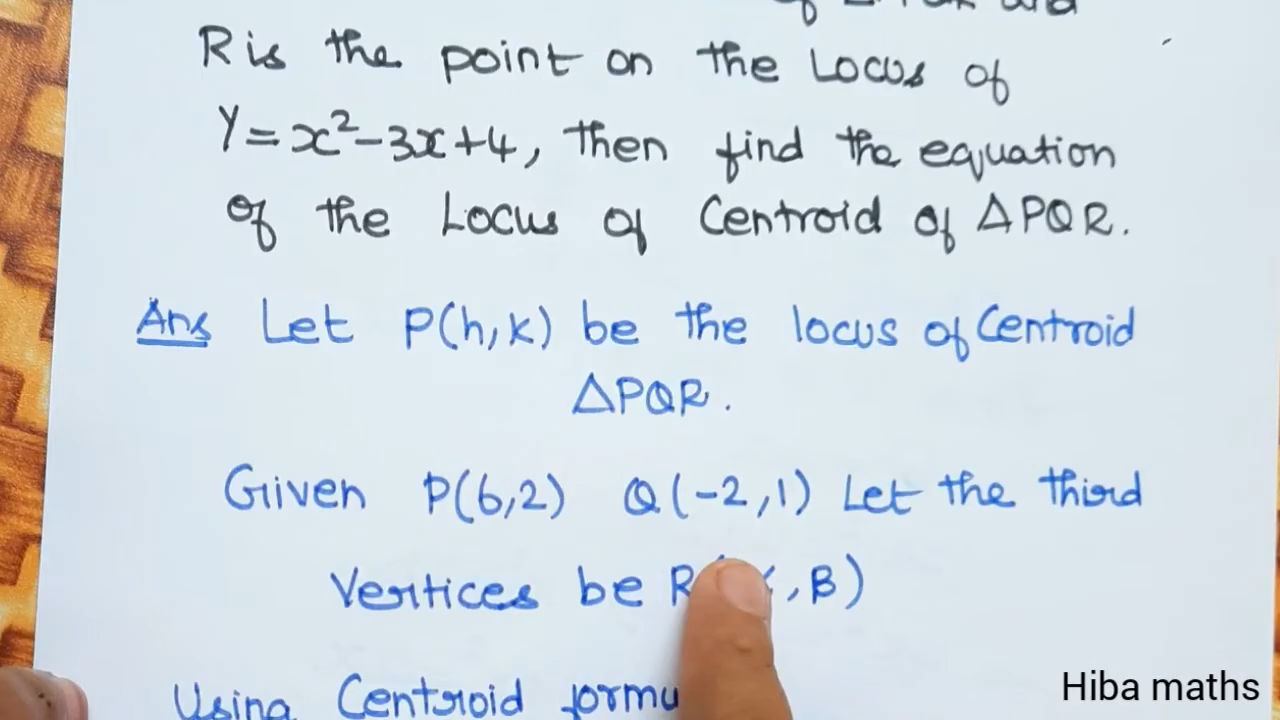 of
R is the point on the Locus of
Y=x²-3x+4, then find the equation
of the Locus of Centroid of ΔPQR.
Ans Let P(h,k) be the locus of Centroid
ΔPQR.
Given P(6,2) Q(-2,1) Let the third
Vertices be R , β)
Using Centroid formu
Hiba maths